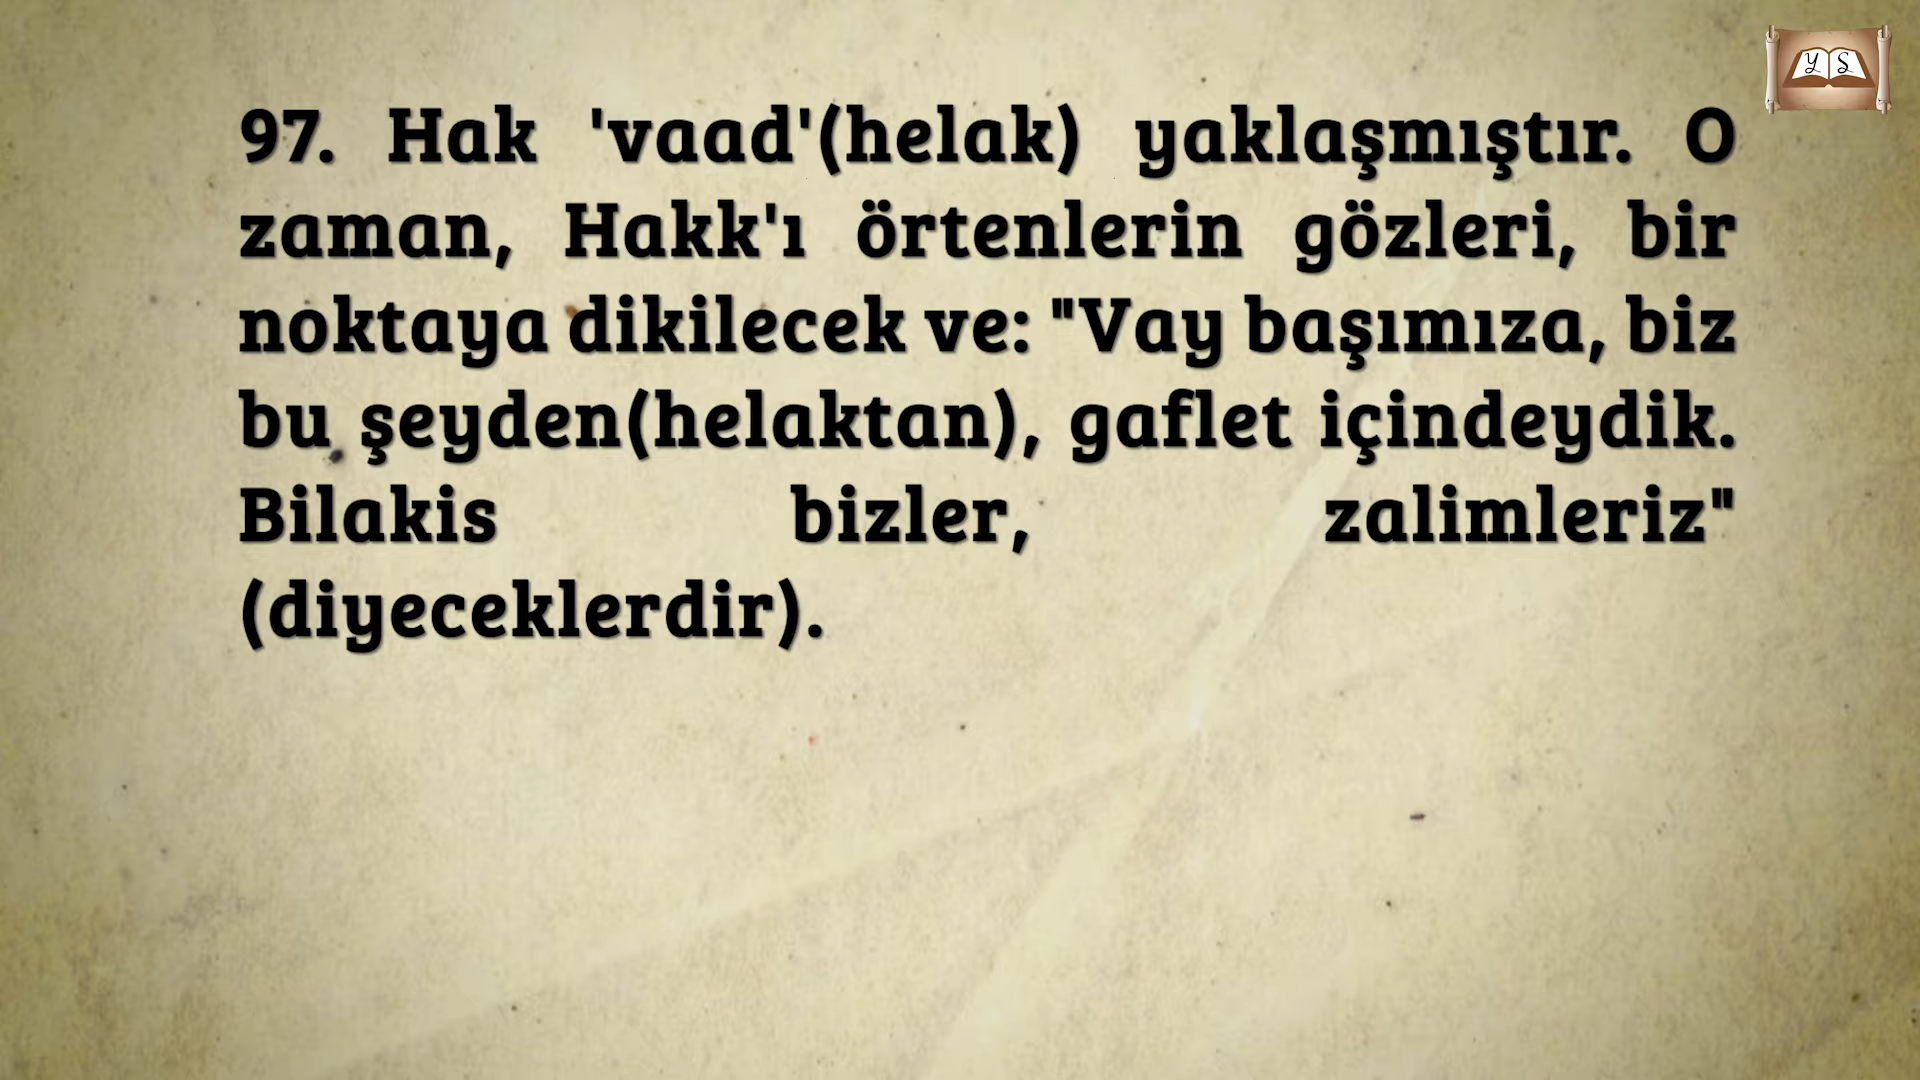 Y S
97. Hak 'vaad'(helak) yaklaşmıştır. O
zaman, Hakk'ı örtenlerin gözleri, bir
noktaya dikilecek ve: "Vay başımıza, biz
bu şeyden(helaktan), gaflet içindeydik.
Bilakis bizler, zalimleriz"
(diyeceklerdir).